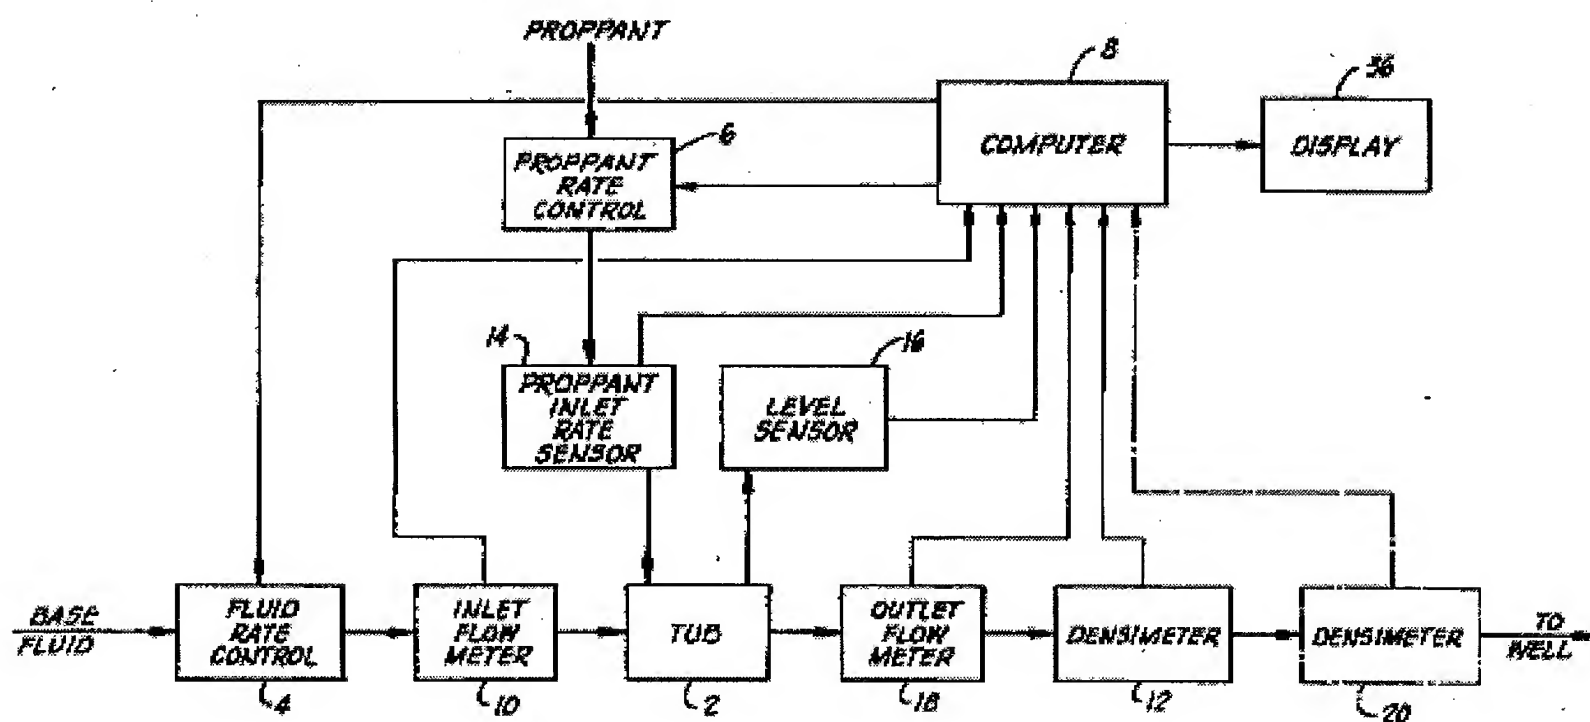 PROPPANT
8
36
COMPUTER
DISPLAY
6
PROPPANT
RATE
CONTROL
14
PROPPANT
INLET
RATE
SENSOR
16
LEVEL
SENSOR
BASE
FLUID
FLUID
RATE
CONTROL
4
INLET
FLOW
METER
10
TUB
2
OUTLET
FLOW
METER
18
DENSIMETER
12
DENSIMETER
20
TO
WELL